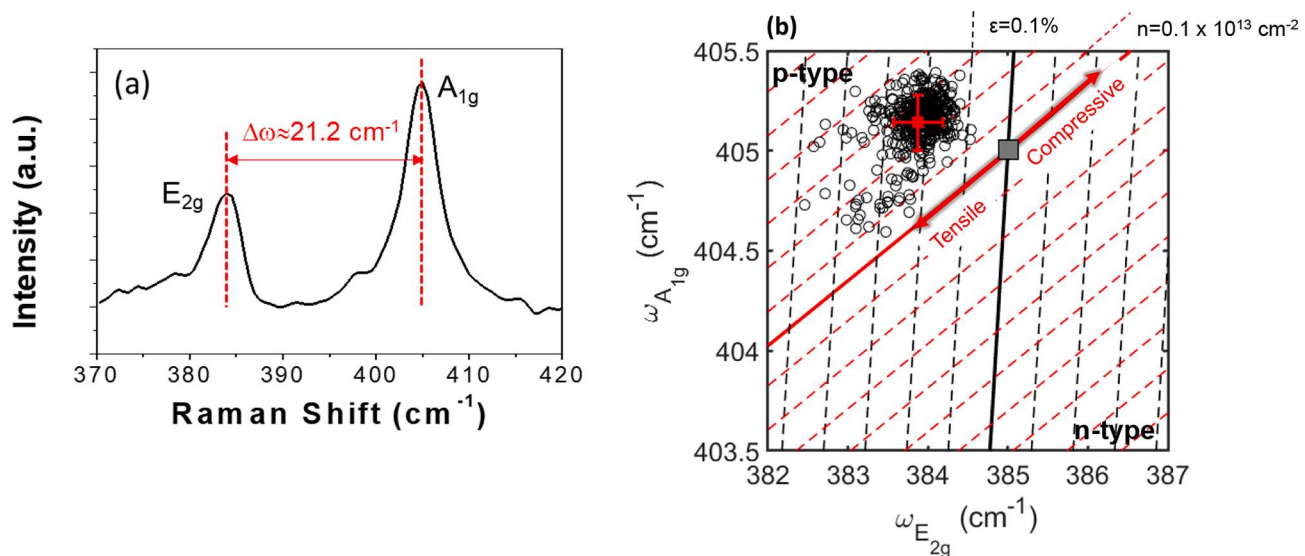 (a)
A1g
Δω≈21.2 cm-1
E2g
Intensity (a.u.)
370 380 390 400 410 420
Raman Shift (cm-1)
(b)
ε=0.1%
n=0.1 x 10^13 cm-2
405.5
405
404.5
404
403.5
p-type
Compressive
Tensile
n-type
ωA1g (cm-1)
382 383 384 385 386 387
ωE2g (cm-1)